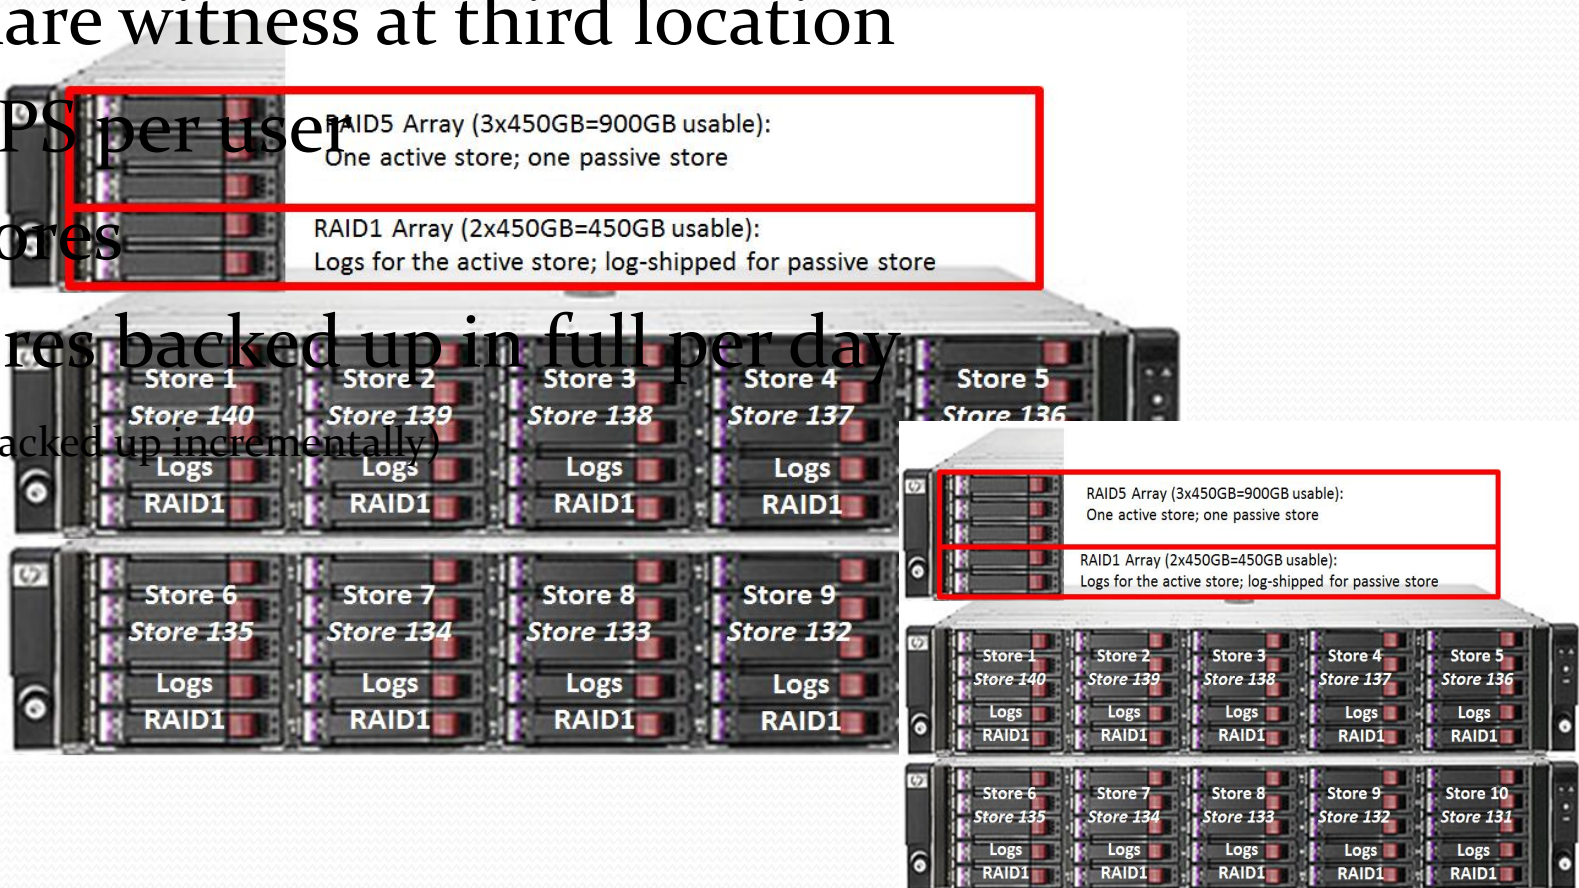 are witness at third location
PS per user
RAID5 Array (3x450GB=900GB usable):
One active store; one passive store
ores
RAID1 Array (2x450GB=450GB usable):
Logs for the active store; log-shipped for passive store
res backed up in full per day
acked up incrementally)
Store 1 Store 2 Store 3 Store 4 Store 5
Store 140 Store 139 Store 138 Store 137 Store 136
Logs Logs Logs Logs
RAID1 RAID1 RAID1 RAID1
Store 6 Store 7 Store 8 Store 9
Store 135 Store 134 Store 133 Store 132
Logs Logs Logs Logs
RAID1 RAID1 RAID1 RAID1
RAID5 Array (3x450GB=900GB usable):
One active store; one passive store
RAID1 Array (2x450GB=450GB usable):
Logs for the active store; log-shipped for passive store
Store 1 Store 2 Store 3 Store 4 Store 5
Store 140 Store 139 Store 138 Store 137 Store 136
Logs Logs Logs Logs Logs
RAID1 RAID1 RAID1 RAID1 RAID1
Store 6 Store 7 Store 8 Store 9 Store 10
Store 135 Store 134 Store 133 Store 132 Store 131
Logs Logs Logs Logs Logs
RAID1 RAID1 RAID1 RAID1 RAID1